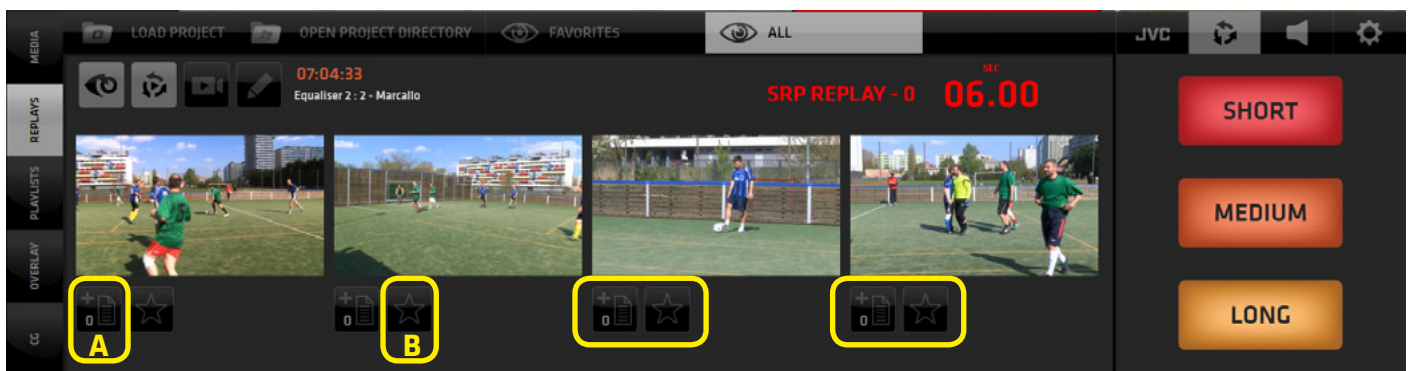 MEDIA
REPLAYS
PLAYLISTS
OVERLAY
CG
LOAD PROJECT
OPEN PROJECT DIRECTORY
FAVORITES
ALL
JVC
07:04:33
Equaliser 2 : 2 - Marcallo
SRP REPLAY - 0
SEC
06.00
SHORT
MEDIUM
LONG
+ 0
+ 0
+ 0
+ 0
A
B